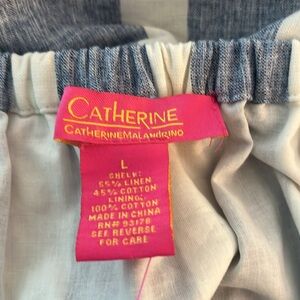 CATHERINE
CATHERINEMALANDRINO
L
SHELL:
55% LINEN
45% COTTON
LINING:
100% COTTON
MADE IN CHINA
RN# 93178
SEE REVERSE
FOR CARE